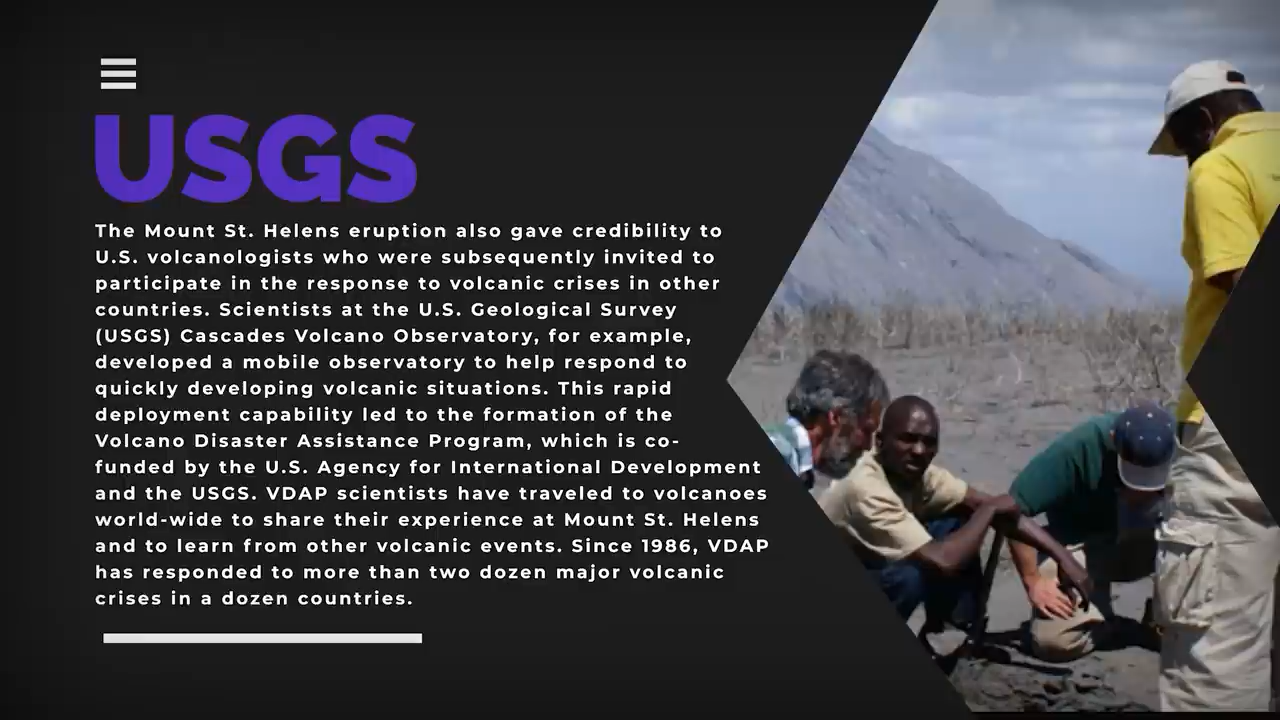 USGS
The Mount St. Helens eruption also gave credibility to
U.S. volcanologists who were subsequently invited to
participate in the response to volcanic crises in other
countries. Scientists at the U.S. Geological Survey
(USGS) Cascades Volcano Observatory, for example,
developed a mobile observatory to help respond to
quickly developing volcanic situations. This rapid
deployment capability led to the formation of the
Volcano Disaster Assistance Program, which is co-
funded by the U.S. Agency for International Development
and the USGS. VDAP scientists have traveled to volcanoes
world-wide to share their experience at Mount St. Helens
and to learn from other volcanic events. Since 1986, VDAP
has responded to more than two dozen major volcanic
crises in a dozen countries.